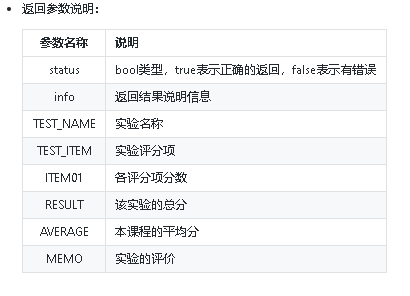 返回参数说明：
参数名称 说明
status bool类型，true表示正确的返回，false表示有错误
info 返回结果说明信息
TEST_NAME 实验名称
TEST_ITEM 实验评分项
ITEM01 各评分项分数
RESULT 该实验的总分
AVERAGE 本课程的平均分
MEMO 实验的评价